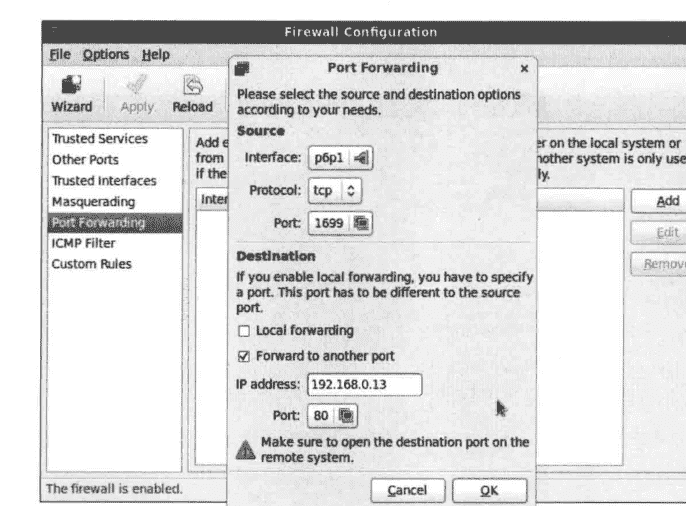 Firewall Configuration
File Options Help
Wizard Apply Reload
Trusted Services
Other Ports
Trusted Interfaces
Masquerading
Port Forwarding
ICMP Filter
Custom Rules
Add
from
if the
Port Forwarding ×
Please select the source and destination options
according to your needs.
Source
Interface: p6p1
Protocol: tcp
Port: 1699
Destination
If you enable local forwarding, you have to specify
a port. This port has to be different to the source
port.
Local forwarding
Forward to another port
IP address: 192.168.0.13
Port: 80
Make sure to open the destination port on the
remote system.
Cancel OK
on the local system or
system is only use
Add
Edit
Remove
The firewall is enabled.